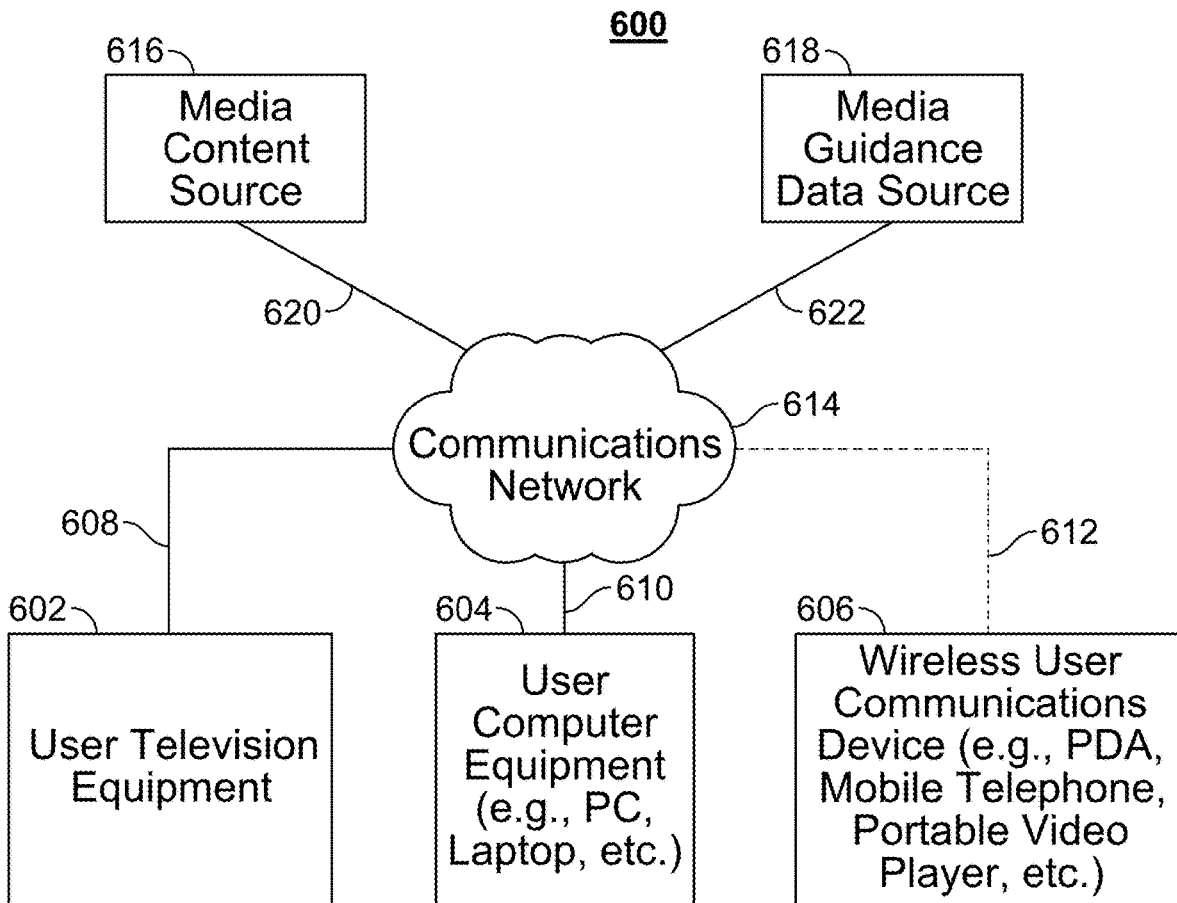 600
616
Media
Content
Source
618
Media
Guidance
Data Source
620
622
614
Communications
Network
608
612
610
602
User Television
Equipment
604
User
Computer
Equipment
(e.g., PC,
Laptop, etc.)
606
Wireless User
Communications
Device (e.g., PDA,
Mobile Telephone,
Portable Video
Player, etc.)